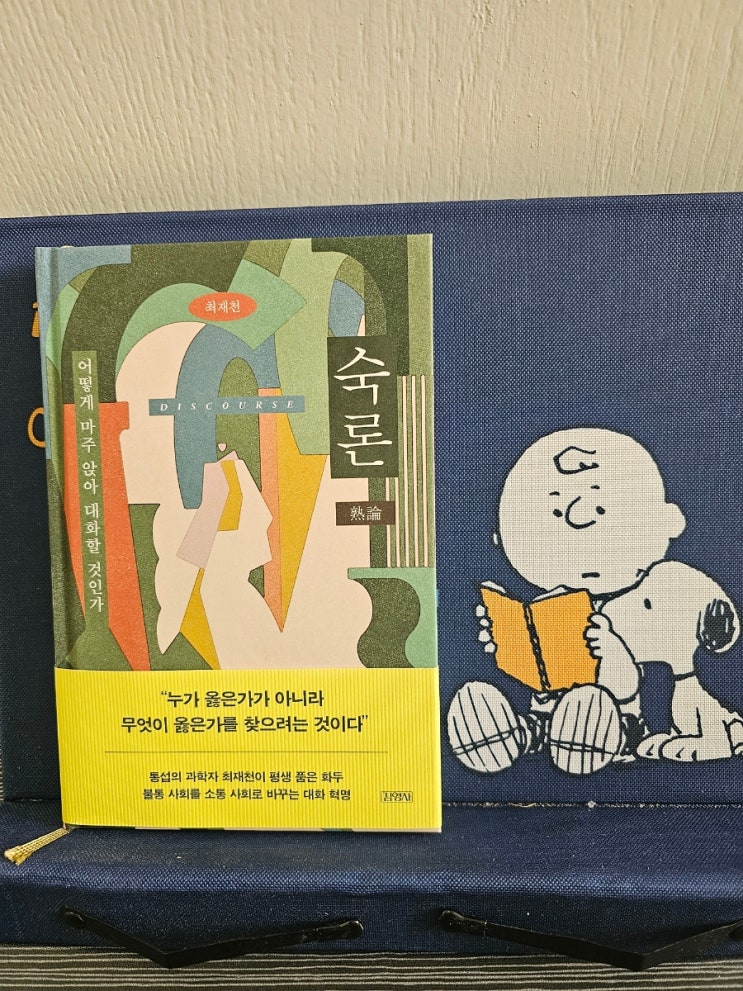 최재천
숙론
DISCOURSE
熟論
어떻게 마주 앉아 대화할 것인가
“누가 옳은가가 아니라
무엇이 옳은가를 찾으려는 것이다”
통섭의 과학자 최재천이 평생 품은 화두
불통 사회를 소통 사회로 바꾸는 대화 혁명
김영사